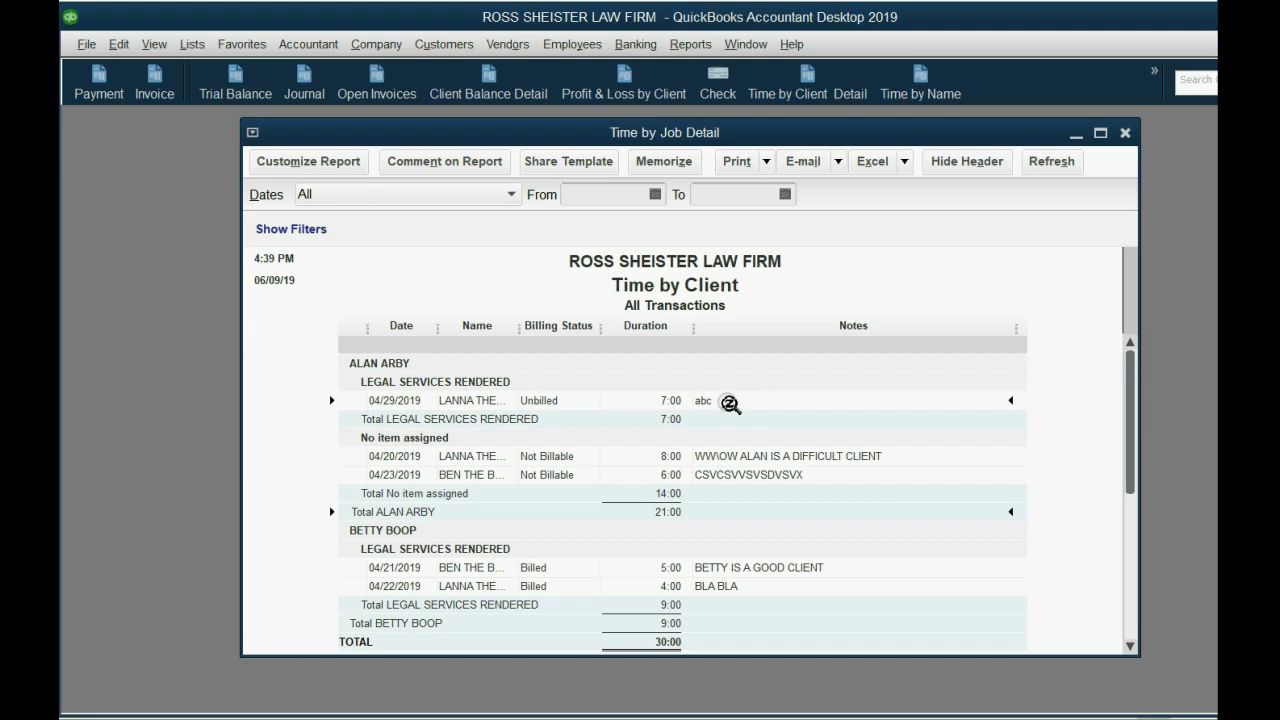 ROSS SHEISTER LAW FIRM - QuickBooks Accountant Desktop 2019
File Edit View Lists Favorites Accountant Company Customers Vendors Employees Banking Reports Window Help
Payment Invoice Trial Balance Journal Open Invoices Client Balance Detail Profit & Loss by Client Check Time by Client Detail Time by Name » Search
Time by Job Detail
Customize Report Comment on Report Share Template Memorize Print E-mail Excel Hide Header Refresh
Dates All From To
Show Filters
4:39 PM ROSS SHEISTER LAW FIRM
06/09/19 Time by Client
All Transactions
Date Name Billing Status Duration Notes
ALAN ARBY
LEGAL SERVICES RENDERED
04/29/2019 LANNA THE... Unbilled 7:00 abc
Total LEGAL SERVICES RENDERED 7:00
No item assigned
04/20/2019 LANNA THE... Not Billable 8:00 WW\OW ALAN IS A DIFFICULT CLIENT
04/23/2019 BEN THE B... Not Billable 6:00 CSVCSVVSVSDVSVX
Total No item assigned 14:00
Total ALAN ARBY 21:00
BETTY BOOP
LEGAL SERVICES RENDERED
04/21/2019 BEN THE B... Billed 5:00 BETTY IS A GOOD CLIENT
04/22/2019 LANNA THE... Billed 4:00 BLA BLA
Total LEGAL SERVICES RENDERED 9:00
Total BETTY BOOP 9:00
TOTAL 30:00